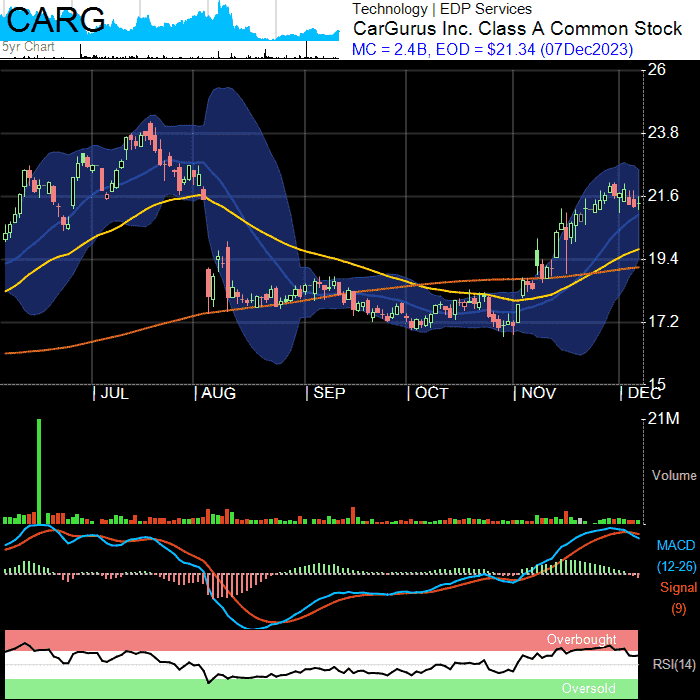 CARG
5yr Chart
Technology | EDP Services
CarGurus Inc. Class A Common Stock
MC = 2.4B, EOD = $21.34 (07Dec2023)
26
23.8
21.6
19.4
17.2
15
JUL AUG SEP OCT NOV DEC
21M
Volume
MACD
(12-26)
Signal
(9)
Overbought
RSI(14)
Oversold